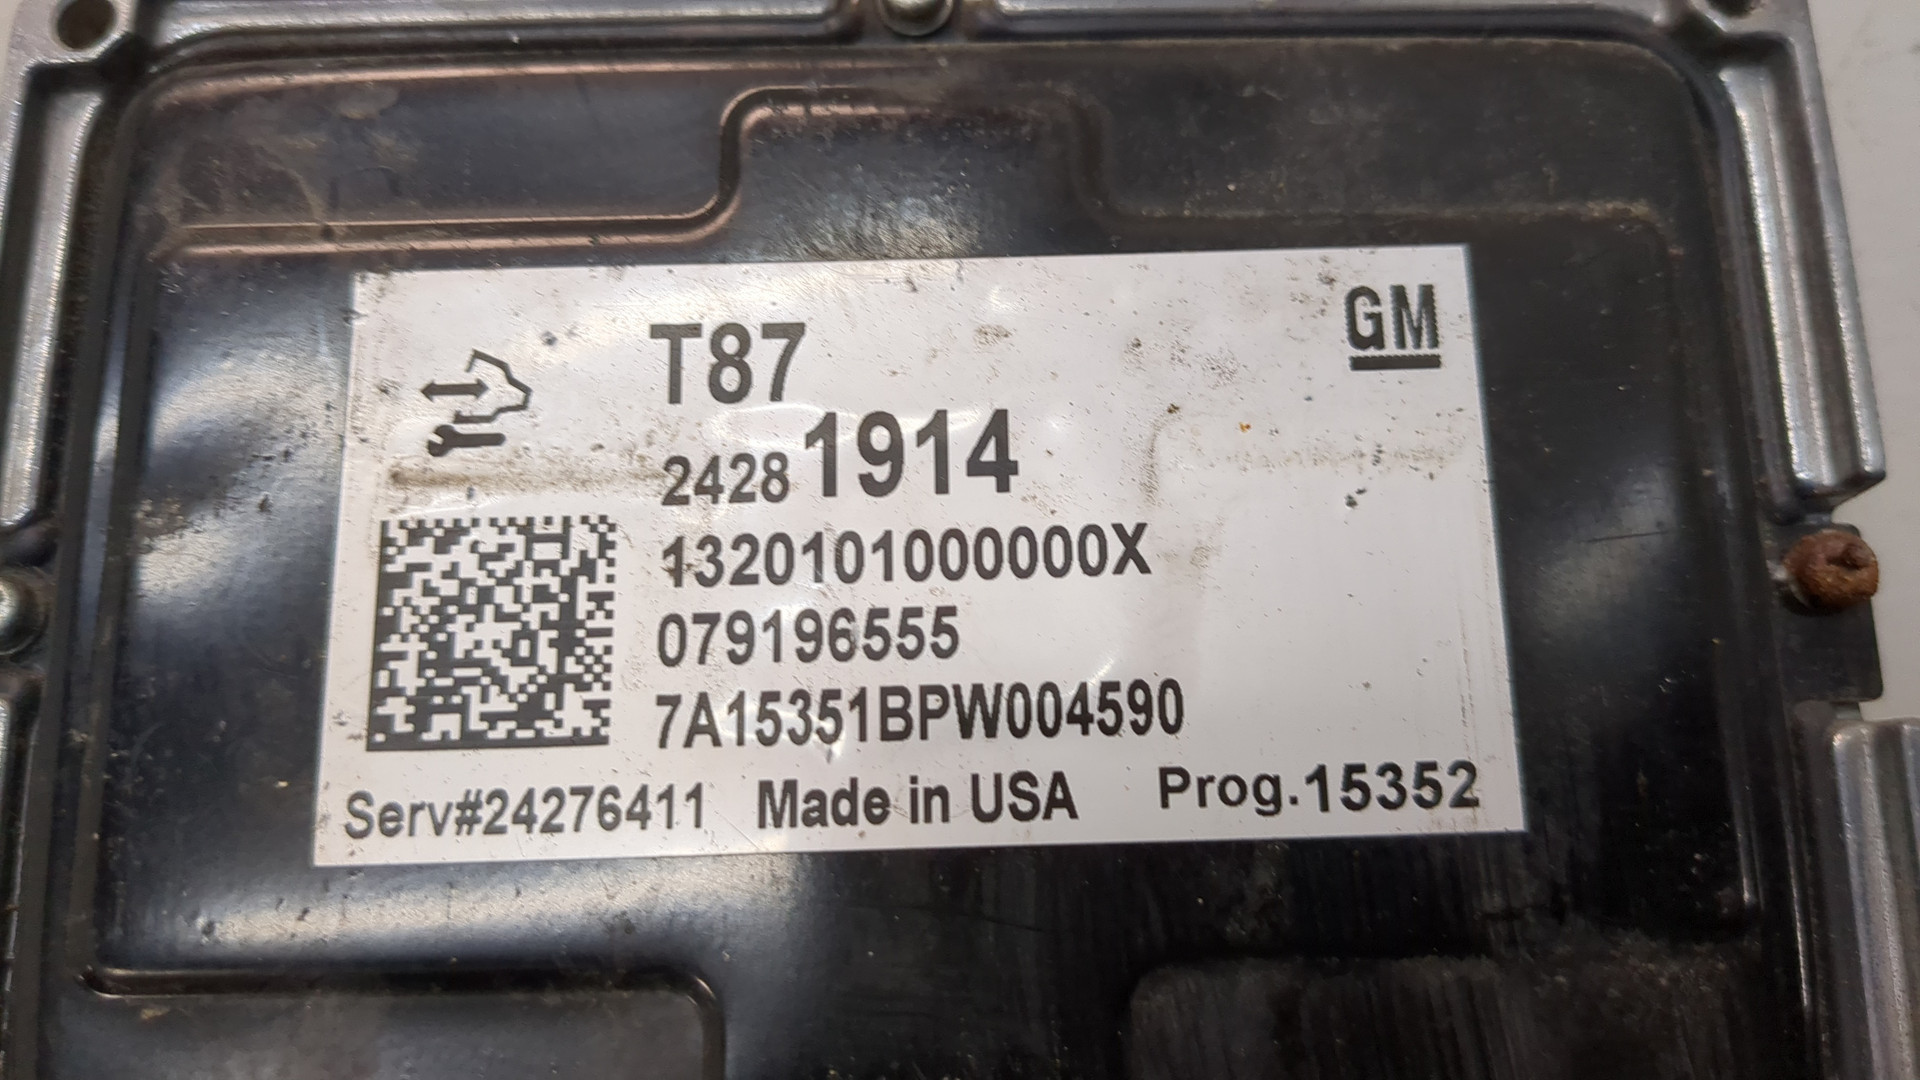 GM
T87
24281914
1320101000000X
079196555
7A15351BPW004590
Serv#24276411 Made in USA Prog.15352